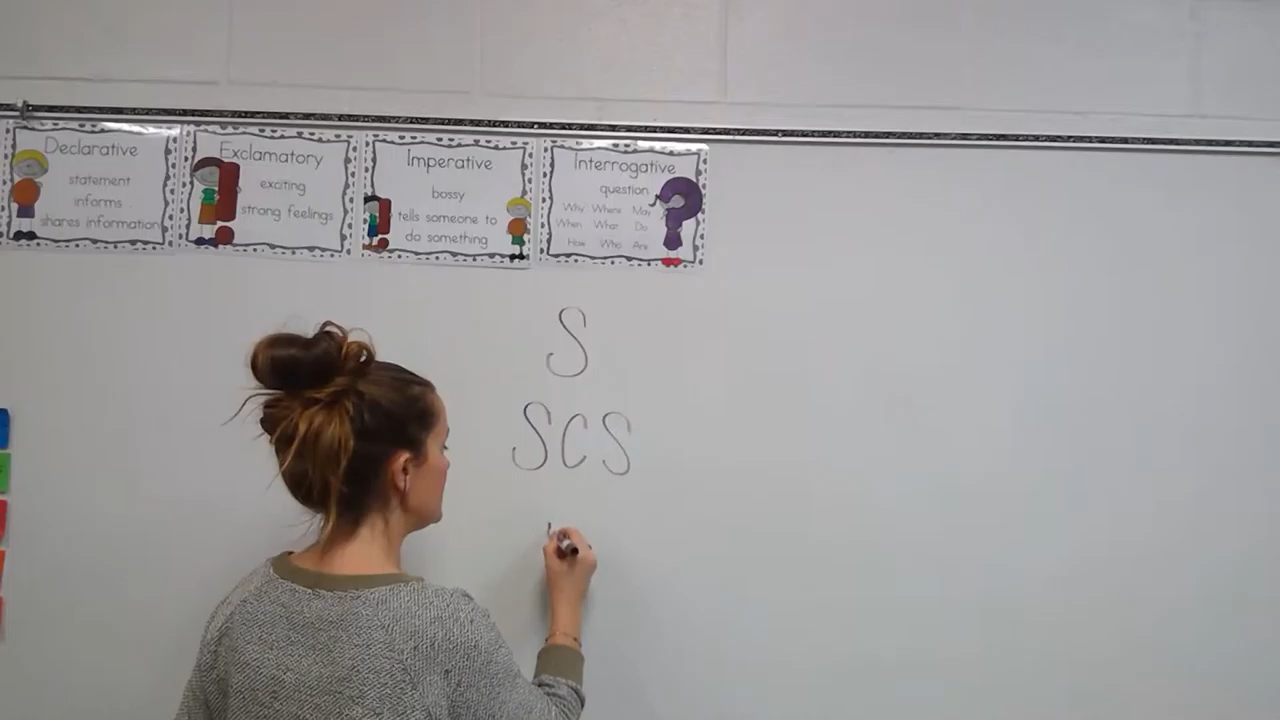 Declarative
statement
informs
shares information
Exclamatory
exciting
strong feelings
Imperative
bossy
tells someone to
do something
Interrogative
question
Why Where May
When What Do
How Who Are
S
SCS